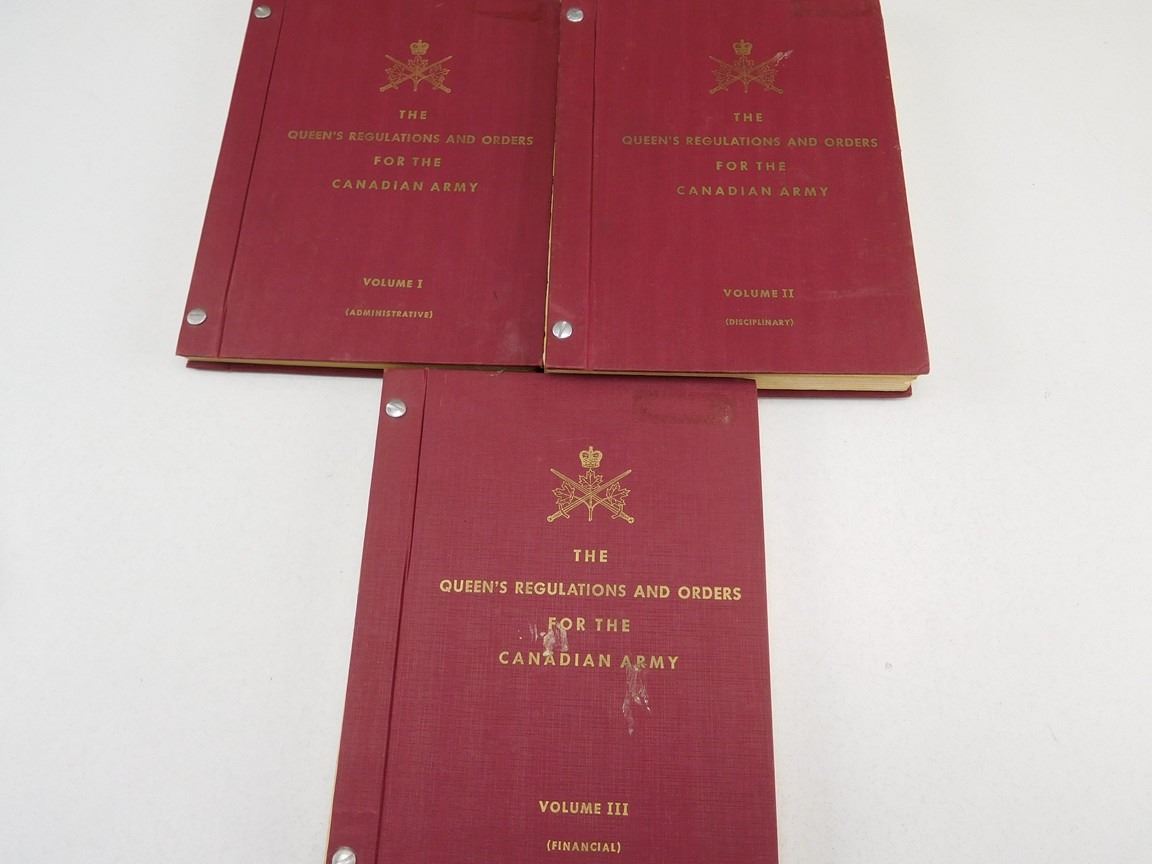 THE
QUEEN'S REGULATIONS AND ORDERS
FOR THE
CANADIAN ARMY
VOLUME I
(ADMINISTRATIVE)
THE
QUEEN'S REGULATIONS AND ORDERS
FOR THE
CANADIAN ARMY
VOLUME II
(DISCIPLINARY)
THE
QUEEN'S REGULATIONS AND ORDERS
FOR THE
CANADIAN ARMY
VOLUME III
(FINANCIAL)